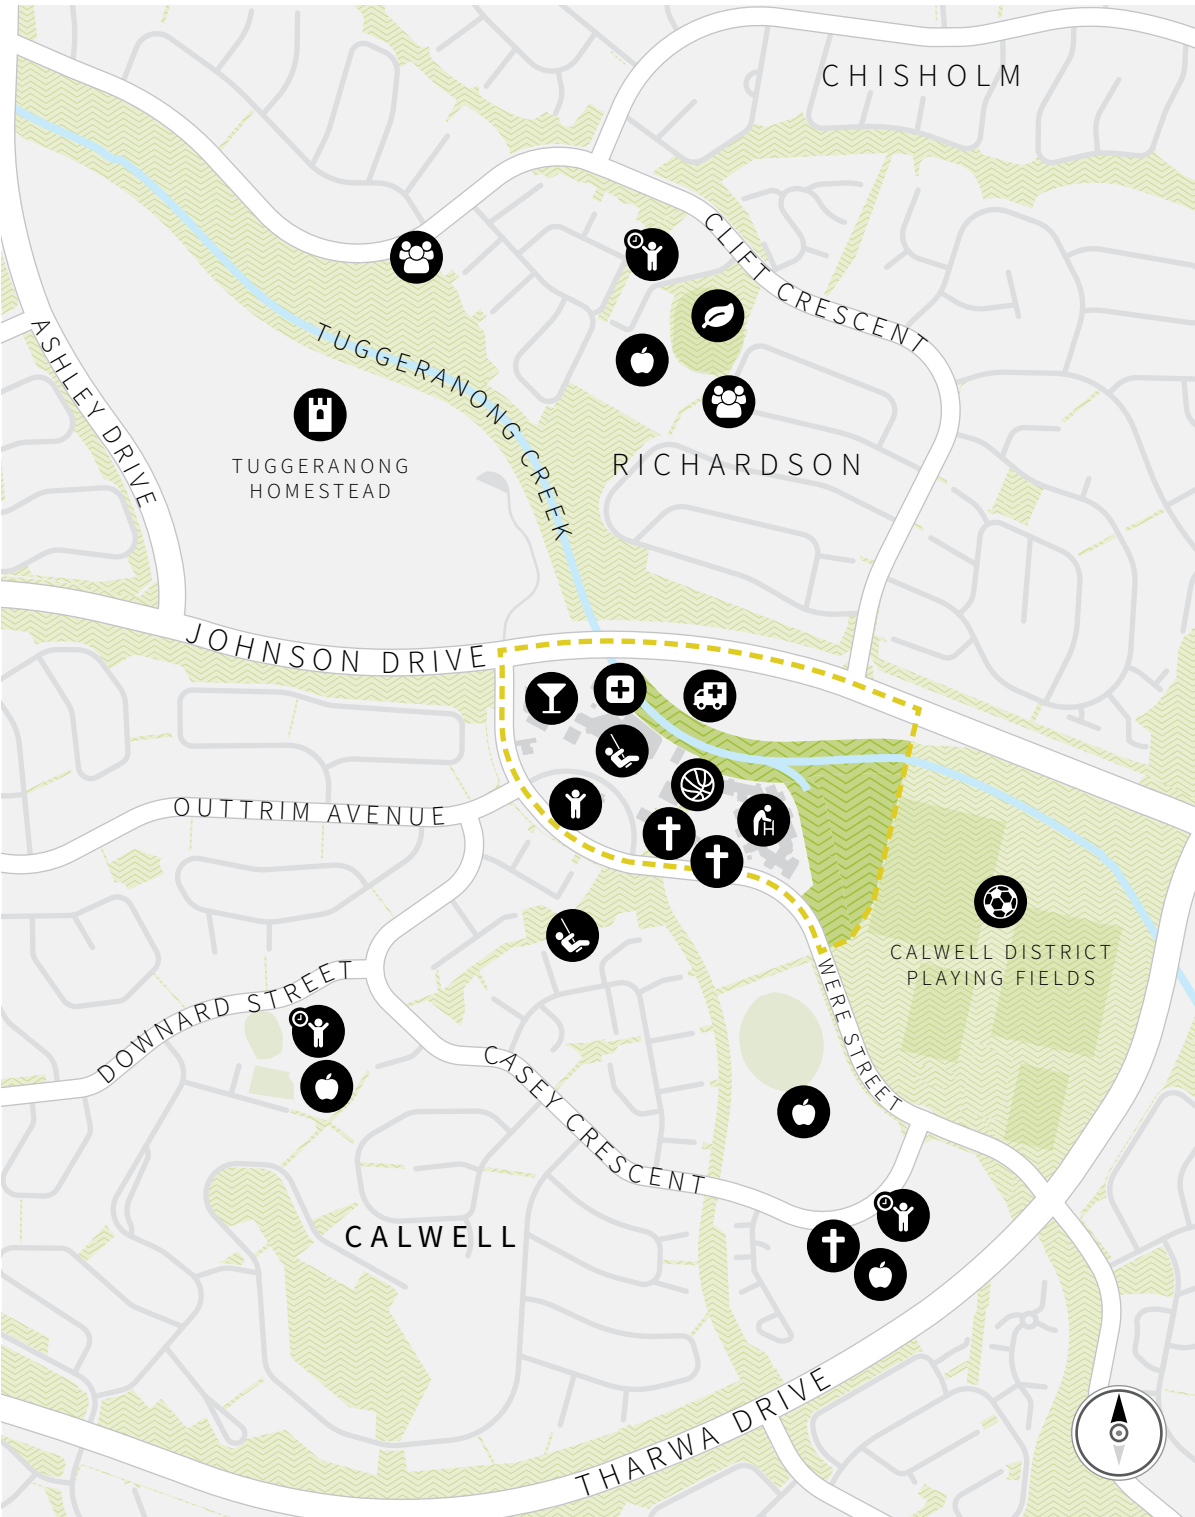 CHISHOLM
CLIFT CRESCENT
ASHLEY DRIVE
TUGGERANONG CREEK
TUGGERANONG
HOMESTEAD
RICHARDSON
JOHNSON DRIVE
OUTTRIM AVENUE
CALWELL DISTRICT
PLAYING FIELDS
WERE STREET
DOWNARD STREET
CASEY CRESCENT
CALWELL
THARWA DRIVE